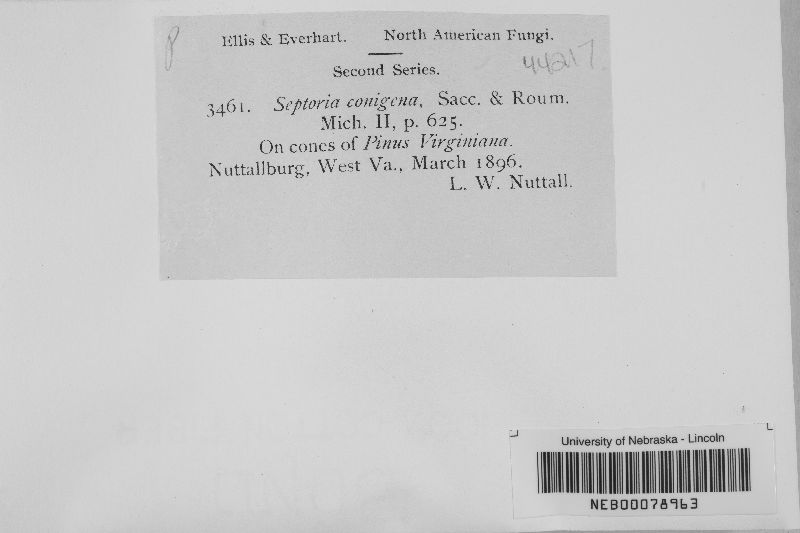 P
Ellis & Everhart. North American Fungi.
Second Series.
44217
3461. Septoria conigena, Sacc. & Roum.
Mich. II, p. 625.
On cones of Pinus Virginiana.
Nuttallburg, West Va., March 1896.
L. W. Nuttall.
University of Nebraska - Lincoln
NEB00078963